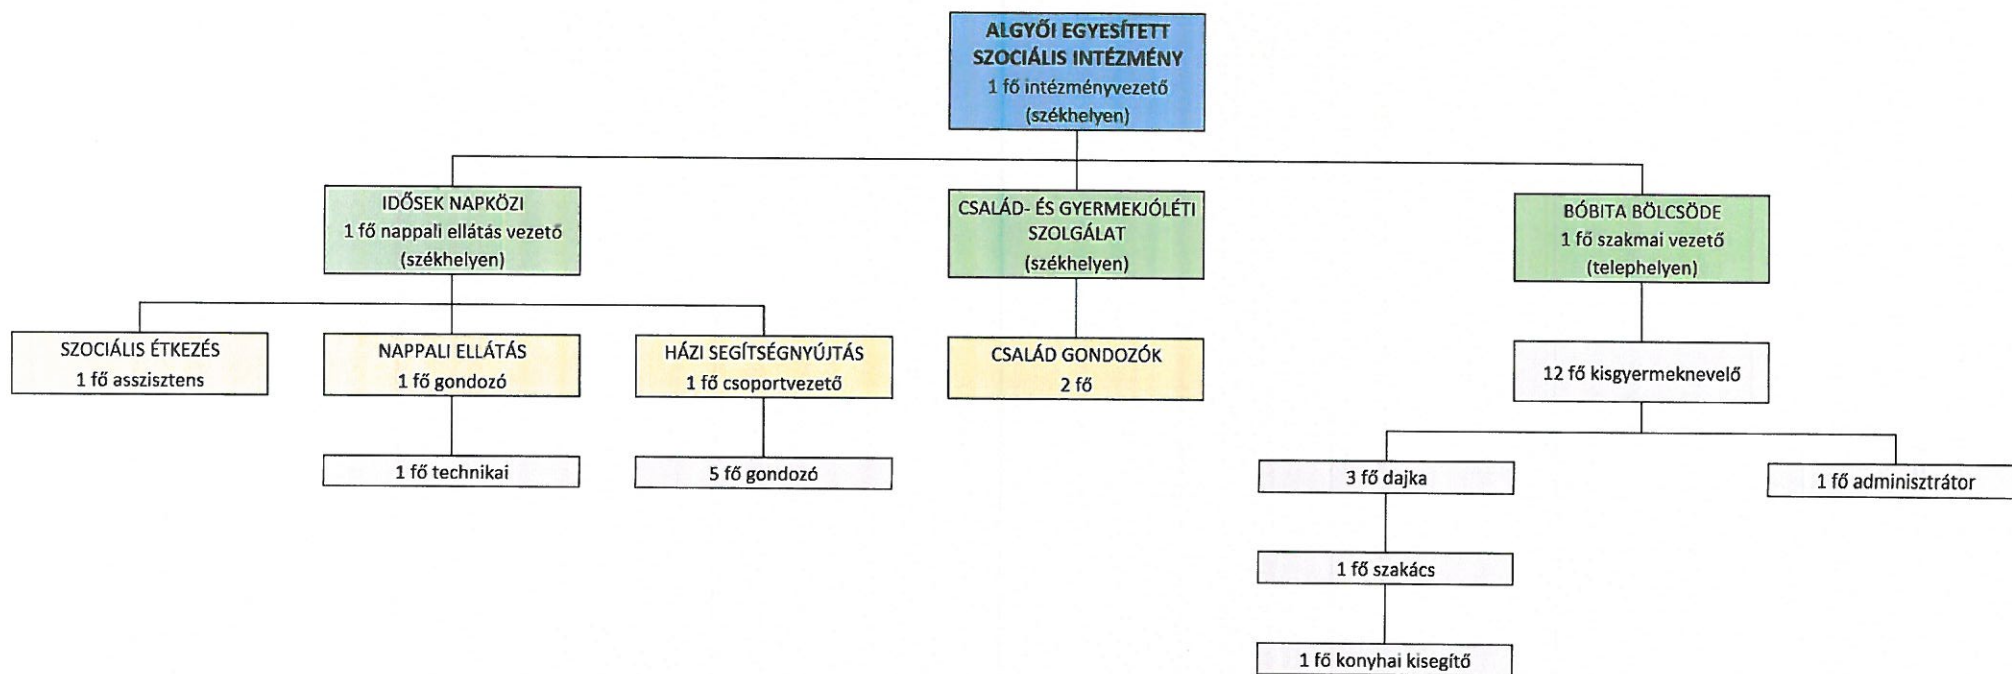 ALGYŐI EGYESÍTETT
SZOCIÁLIS INTÉZMÉNY
1 fő intézményvezető
(székhelyen)
IDŐSEK NAPKÖZI
1 fő nappali ellátás vezető
(székhelyen)
CSALÁD- ÉS GYERMEKJÓLÉTI
SZOLGÁLAT
(székhelyen)
BÓBITA BÖLCSÖDE
1 fő szakmai vezető
(telephelyen)
SZOCIÁLIS ÉTKEZÉS
1 fő asszisztens
NAPPALI ELLÁTÁS
1 fő gondozó
HÁZI SEGÍTSÉGNYÚJTÁS
1 fő csoportvezető
CSALÁD GONDOZÓK
2 fő
12 fő kisgyermeknevelő
1 fő technikai
5 fő gondozó
3 fő dajka
1 fő adminisztrátor
1 fő szakács
1 fő konyhai kisegítő